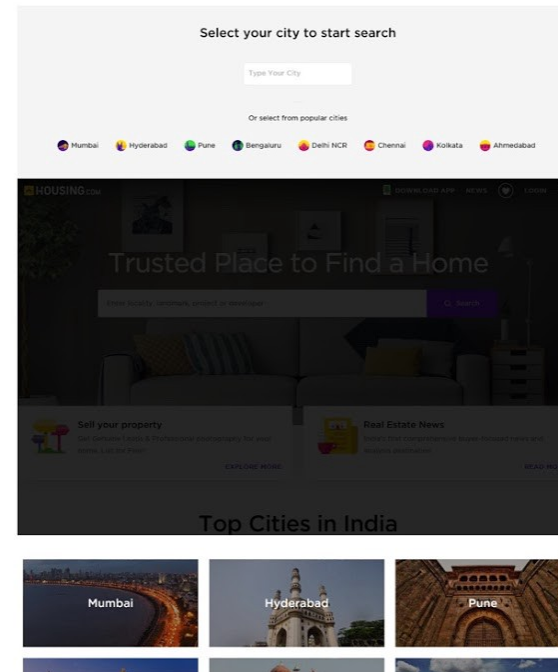 Select your city to start search
Type Your City
Or select from popular cities
Mumbai Hyderabad Pune Bengaluru Delhi NCR Chennai Kolkata Ahmedabad
HOUSING.COM DOWNLOAD APP NEWS LOGIN
Trusted Place to Find a Home
Search
Sell your property Real Estate News
EXPLORE MORE
Top Cities in India
Mumbai Hyderabad Pune